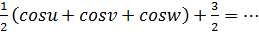 ½(cosu + cosv + cosw) + 3/2 = ⋯